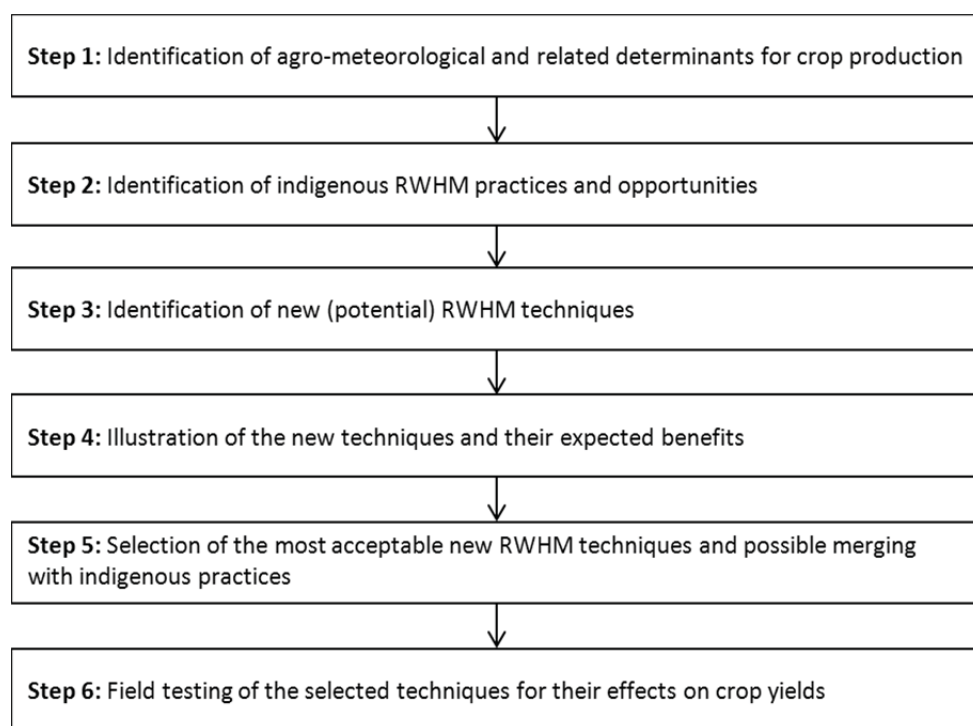 Step 1: Identification of agro-meteorological and related determinants for crop production
Step 2: Identification of indigenous RWHM practices and opportunities
Step 3: Identification of new (potential) RWHM techniques
Step 4: Illustration of the new techniques and their expected benefits
Step 5: Selection of the most acceptable new RWHM techniques and possible merging
with indigenous practices
Step 6: Field testing of the selected techniques for their effects on crop yields